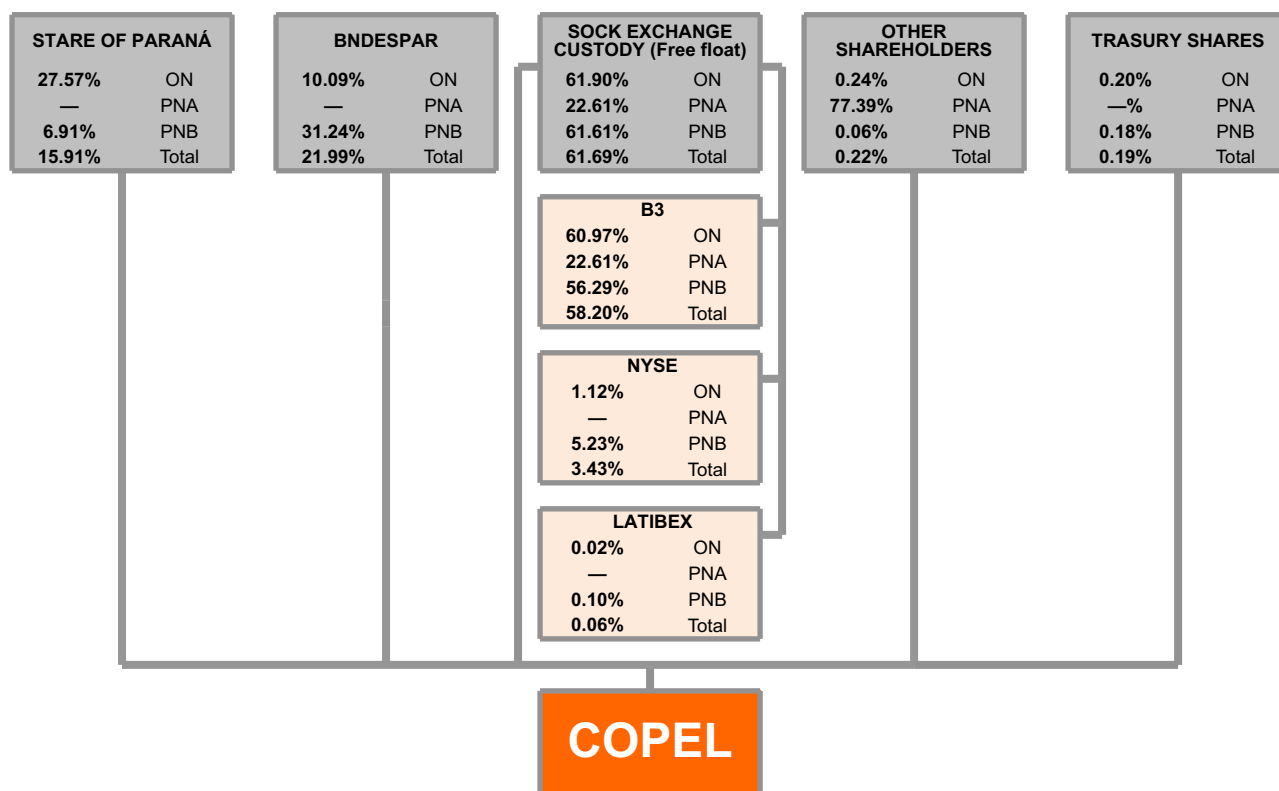 STARE OF PARANÁ
27.57% ON
— PNA
6.91% PNB
15.91% Total
BNDESPAR
10.09% ON
— PNA
31.24% PNB
21.99% Total
SOCK EXCHANGE
CUSTODY (Free float)
61.90% ON
22.61% PNA
61.61% PNB
61.69% Total
OTHER
SHAREHOLDERS
0.24% ON
77.39% PNA
0.06% PNB
0.22% Total
TRASURY SHARES
0.20% ON
—% PNA
0.18% PNB
0.19% Total
B3
60.97% ON
22.61% PNA
56.29% PNB
58.20% Total
NYSE
1.12% ON
— PNA
5.23% PNB
3.43% Total
LATIBEX
0.02% ON
— PNA
0.10% PNB
0.06% Total
COPEL